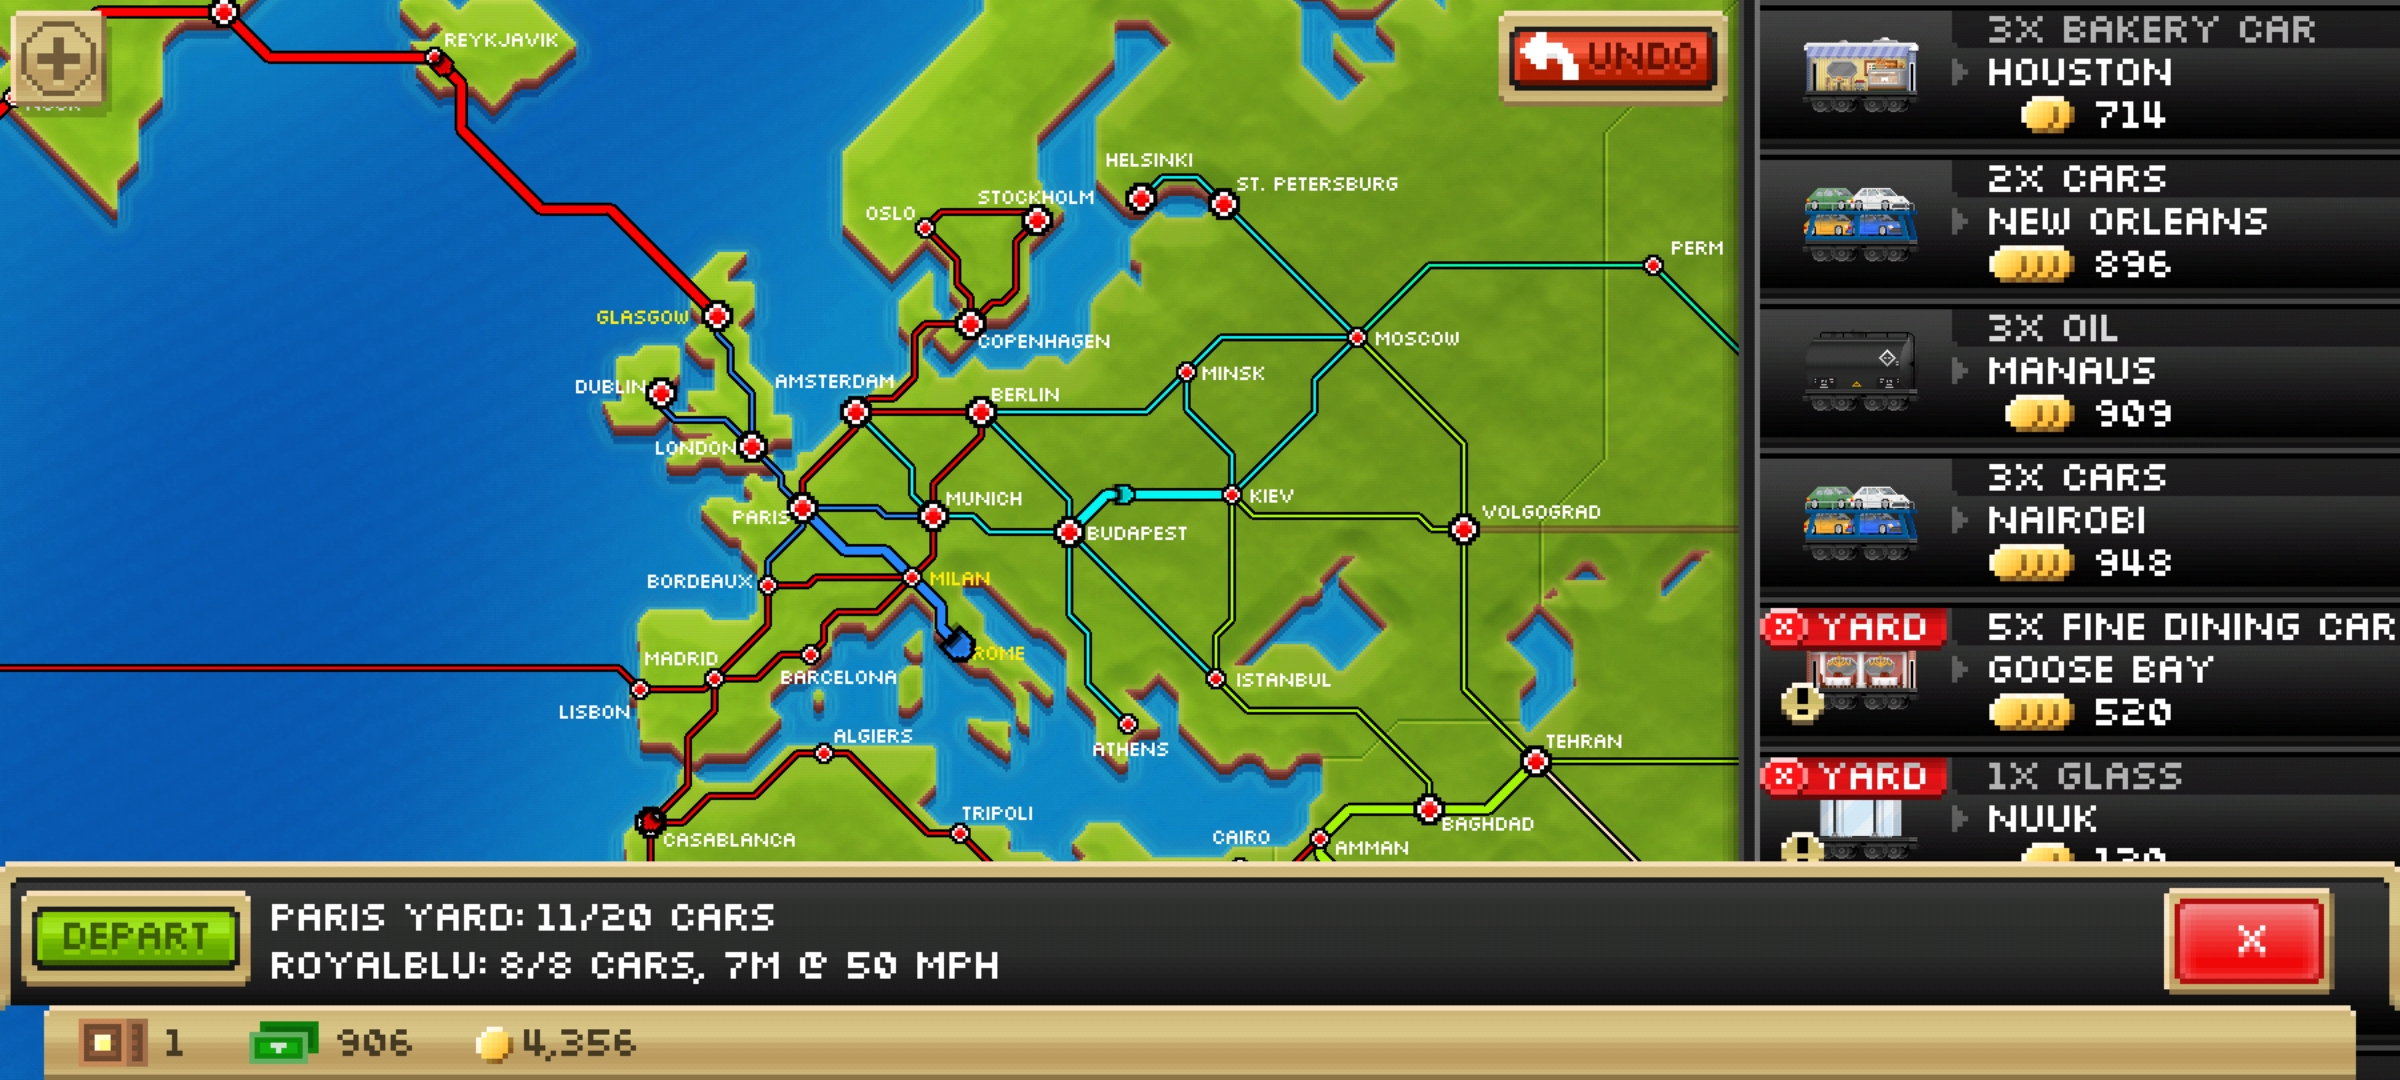 REYKJAVIK
UNDO
HELSINKI
ST. PETERSBURG
STOCKHOLM
OSLO
PERM
GLASGOW
COPENHAGEN
MOSCOW
MINSK
DUBLIN
AMSTERDAM
BERLIN
LONDON
MUNICH
KIEV
PARIS
BUDAPEST
VOLGOGRAD
BORDEAUX
MILAN
MADRID
ROME
BARCELONA
ISTANBUL
LISBON
ALGIERS
ATHENS
TEHRAN
TRIPOLI
CASABLANCA
CAIRO
AMMAN
BAGHDAD
3X BAKERY CAR
HOUSTON
714
2X CARS
NEW ORLEANS
896
3X OIL
MANAUS
909
3X CARS
NAIROBI
948
YARD
5X FINE DINING CAR
GOOSE BAY
520
YARD
1X GLASS
NUUK
DEPART
PARIS YARD: 11/20 CARS
ROYALBLU: 8/8 CARS, 7M @ 50 MPH
X
1
906
4,356